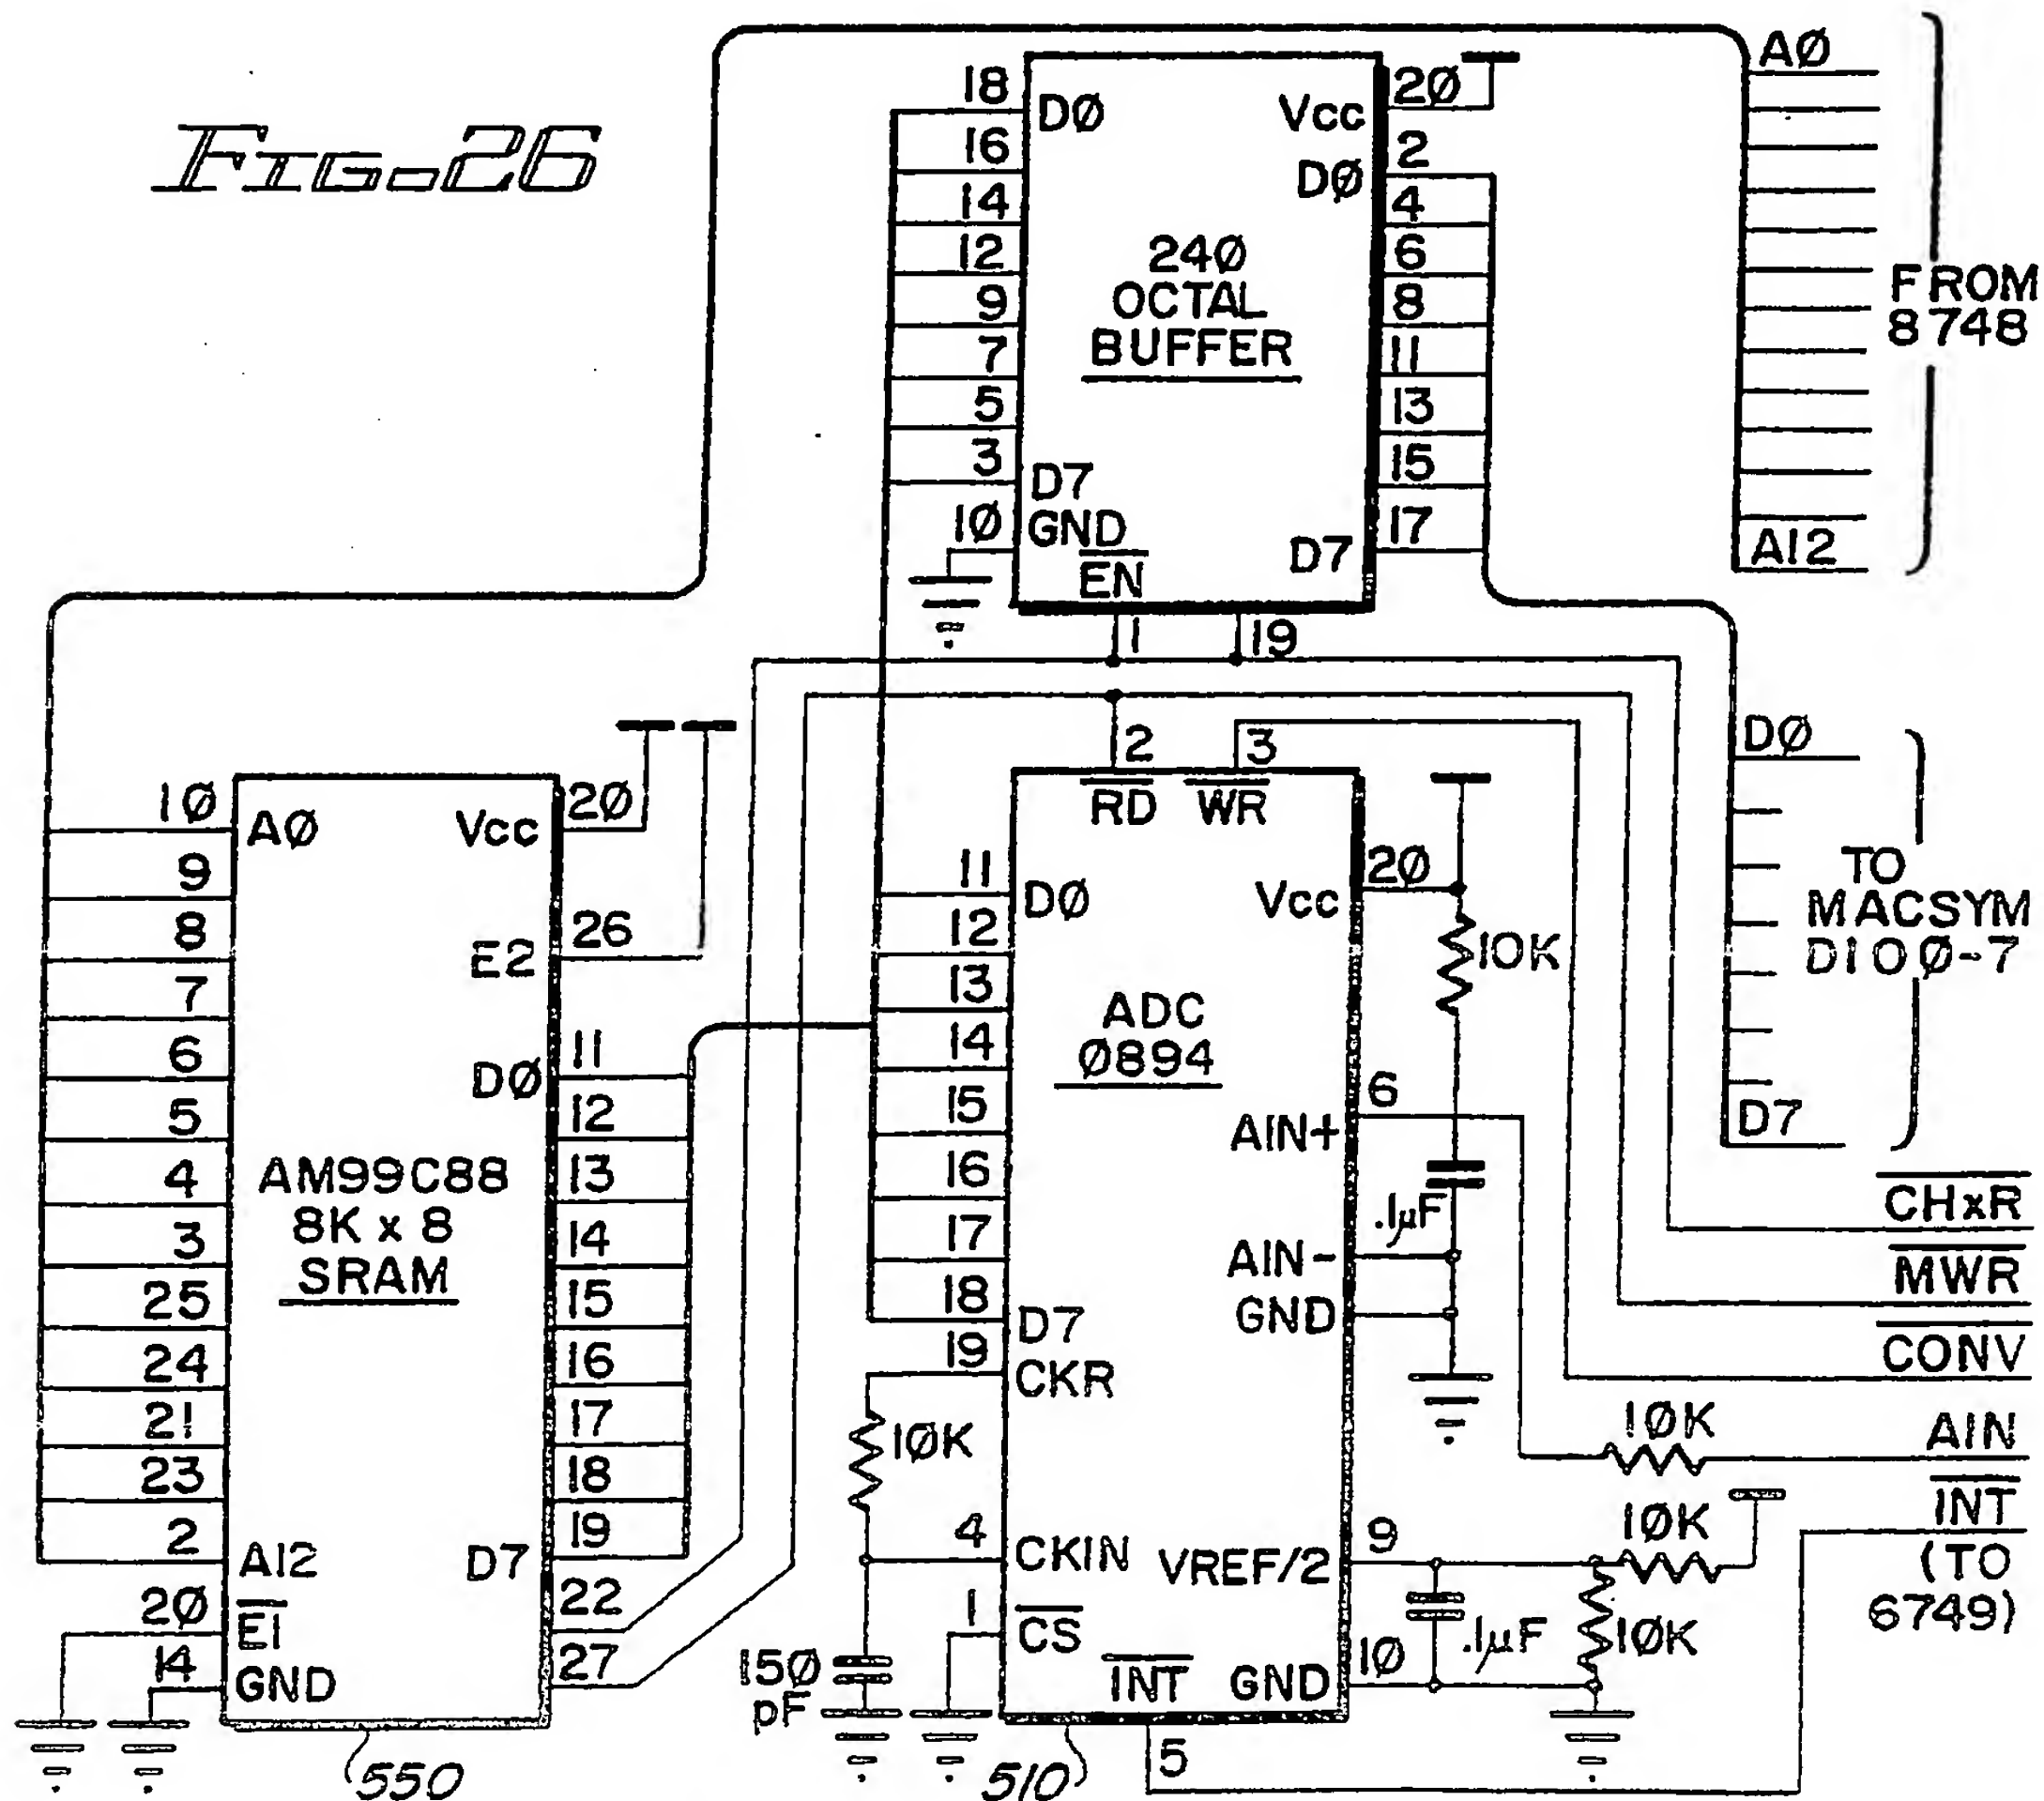 FIG-26
18 DØ
16
14
12
9
7
5
3 D7
1Ø GND
EN
1
19
240
OCTAL
BUFFER
Vcc 20
DØ 2
4
6
8
11
13
15
D7 17
AØ
A12
FROM
8748
DØ
D7
TO
MACSYM
DIOØ-7
1Ø AØ
9
8
7
6
5
4
3
25
24
21
23
2 A12
2Ø E1
14 GND
AM99C88
8K x 8
SRAM
Vcc 2Ø
E2 26
DØ 11
12
13
14
15
16
17
18
D7 19
22
27
550
2 RD
3 WR
11 DØ
12
13
14
15
16
17
18 D7
19 CKR
1ØK
4 CKIN
1 CS
150
pF
ADC
Ø894
Vcc 20
10K
AIN+ 6
.1µF
AIN-
GND
VREF/2 9
GND 10
.1µF
1ØK
1ØK
INT
5
510
CHxR
MWR
CONV
1ØK AIN
INT
(TO
6749)